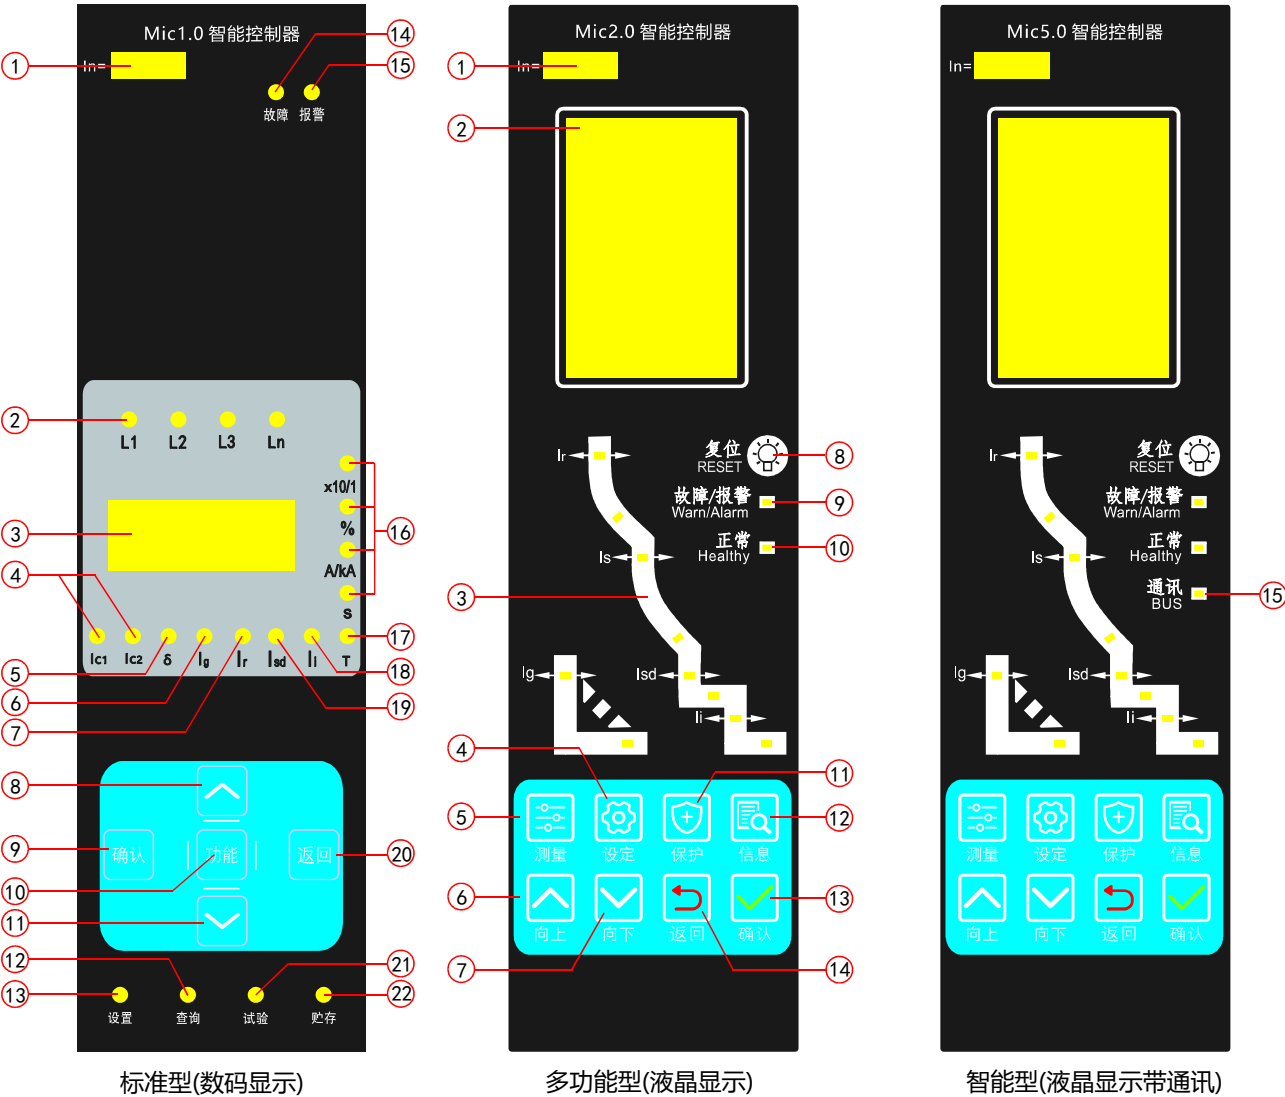 Mic1.0 智能控制器
In=
故障 报警
L1 L2 L3 Ln
x10/1
%
A/kA
s
Ic1 Ic2 δ Ig Ir Isd Ii T
确认 功能 返回
设置 查询 试验 贮存
1
2
3
4
5
6
7
8
9
10
11
12
13
14
15
16
17
18
19
20
21
22
标准型(数码显示)
Mic2.0 智能控制器
In=
Ir
复位
RESET
故障/报警
Warn/Alarm
Is
正常
Healthy
Ig Isd
Ii
测量 设定 保护 信息
向上 向下 返回 确认
1
2
3
4
5
6
7
8
9
10
11
12
13
14
多功能型(液晶显示)
Mic5.0 智能控制器
In=
Ir
复位
RESET
故障/报警
Warn/Alarm
Is
正常
Healthy
通讯
BUS
15
Ig Isd
Ii
测量 设定 保护 信息
向上 向下 返回 确认
智能型(液晶显示带通讯)